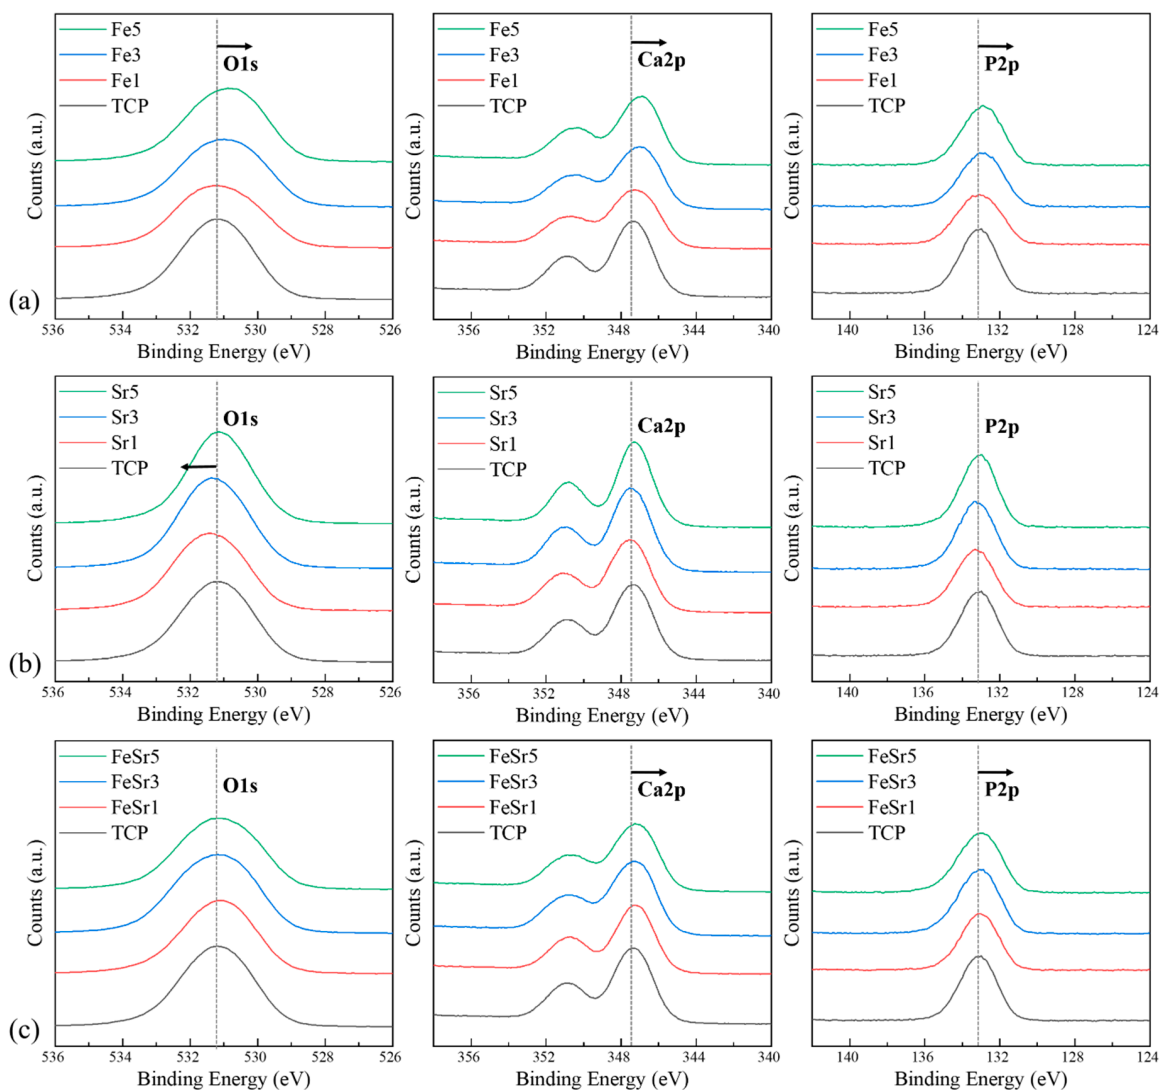 Fe5
Fe3
Fe1
TCP
O1s
Counts (a.u.)
536 534 532 530 528 526
Binding Energy (eV)
Fe5
Fe3
Fe1
TCP
Ca2p
Counts (a.u.)
356 352 348 344 340
Binding Energy (eV)
Fe5
Fe3
Fe1
TCP
P2p
Counts (a.u.)
140 136 132 128 124
Binding Energy (eV)
(a)
Sr5
Sr3
Sr1
TCP
O1s
Counts (a.u.)
536 534 532 530 528 526
Binding Energy (eV)
Sr5
Sr3
Sr1
TCP
Ca2p
Counts (a.u.)
356 352 348 344 340
Binding Energy (eV)
Sr5
Sr3
Sr1
TCP
P2p
Counts (a.u.)
140 136 132 128 124
Binding Energy (eV)
(b)
FeSr5
FeSr3
FeSr1
TCP
O1s
Counts (a.u.)
536 534 532 530 528 526
Binding Energy (eV)
FeSr5
FeSr3
FeSr1
TCP
Ca2p
Counts (a.u.)
356 352 348 344 340
Binding Energy (eV)
FeSr5
FeSr3
FeSr1
TCP
P2p
Counts (a.u.)
140 136 132 128 124
Binding Energy (eV)
(c)